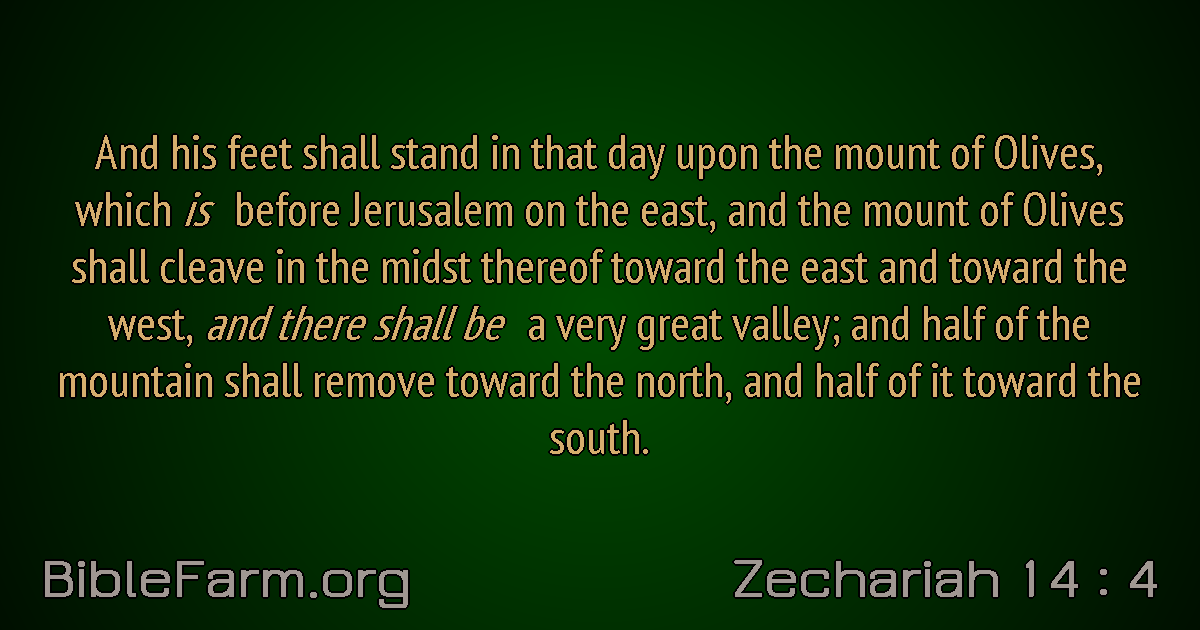 And his feet shall stand in that day upon the mount of Olives,
which is before Jerusalem on the east, and the mount of Olives
shall cleave in the midst thereof toward the east and toward the
west, and there shall be a very great valley; and half of the
mountain shall remove toward the north, and half of it toward the
south.
BibleFarm.org
Zechariah 14 : 4